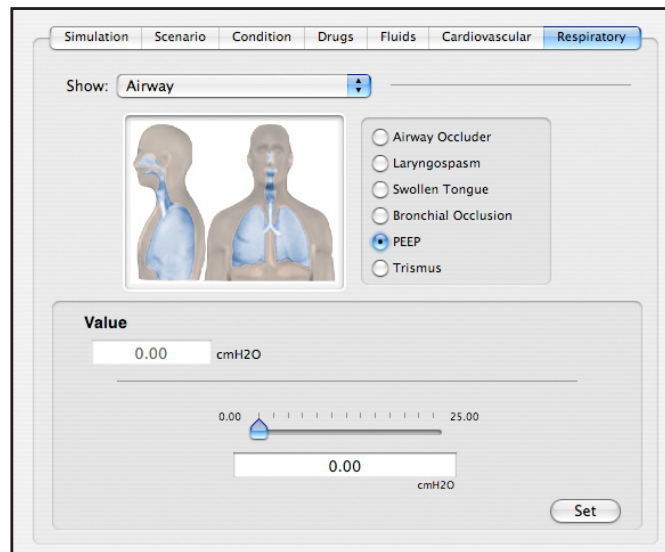 Simulation Scenario Condition Drugs Fluids Cardiovascular Respiratory
Show: Airway
Airway Occluder
Laryngospasm
Swollen Tongue
Bronchial Occlusion
PEEP
Trismus
Value
0.00 cmH2O
0.00 25.00
0.00
cmH2O
Set